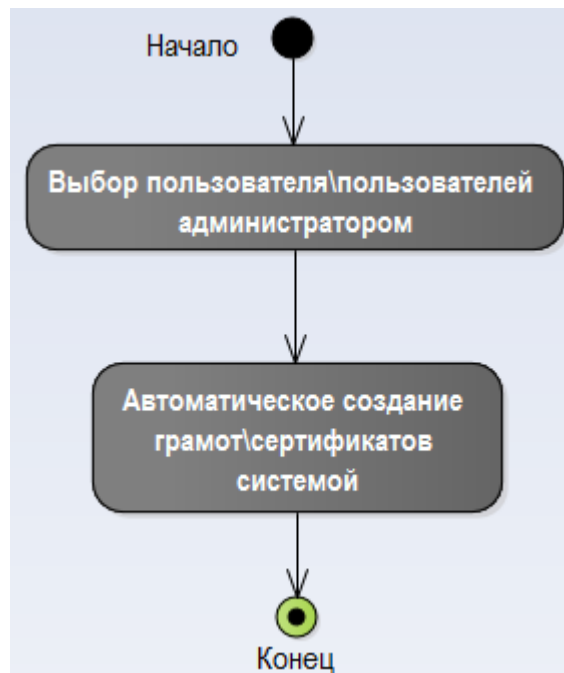 Начало
Выбор пользователя\пользователей
администратором
Автоматическое создание
грамот\сертификатов
системой
Конец